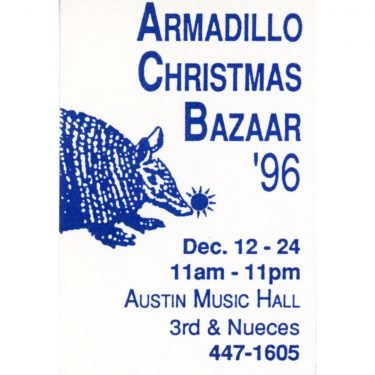 ARMADILLO
CHRISTMAS
BAZAAR
'96
Dec. 12 - 24
11am - 11pm
AUSTIN MUSIC HALL
3rd & Nueces
447-1605